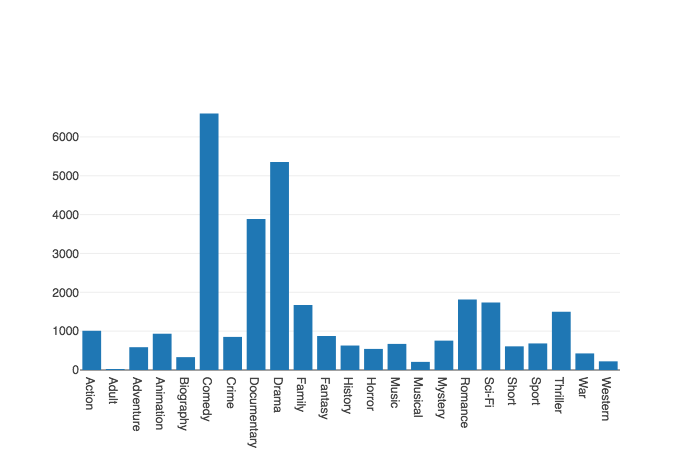 6000
5000
4000
3000
2000
1000
0
Action
Adult
Adventure
Animation
Biography
Comedy
Crime
Documentary
Drama
Family
Fantasy
History
Horror
Music
Musical
Mystery
Romance
Sci-Fi
Short
Sport
Thriller
War
Western